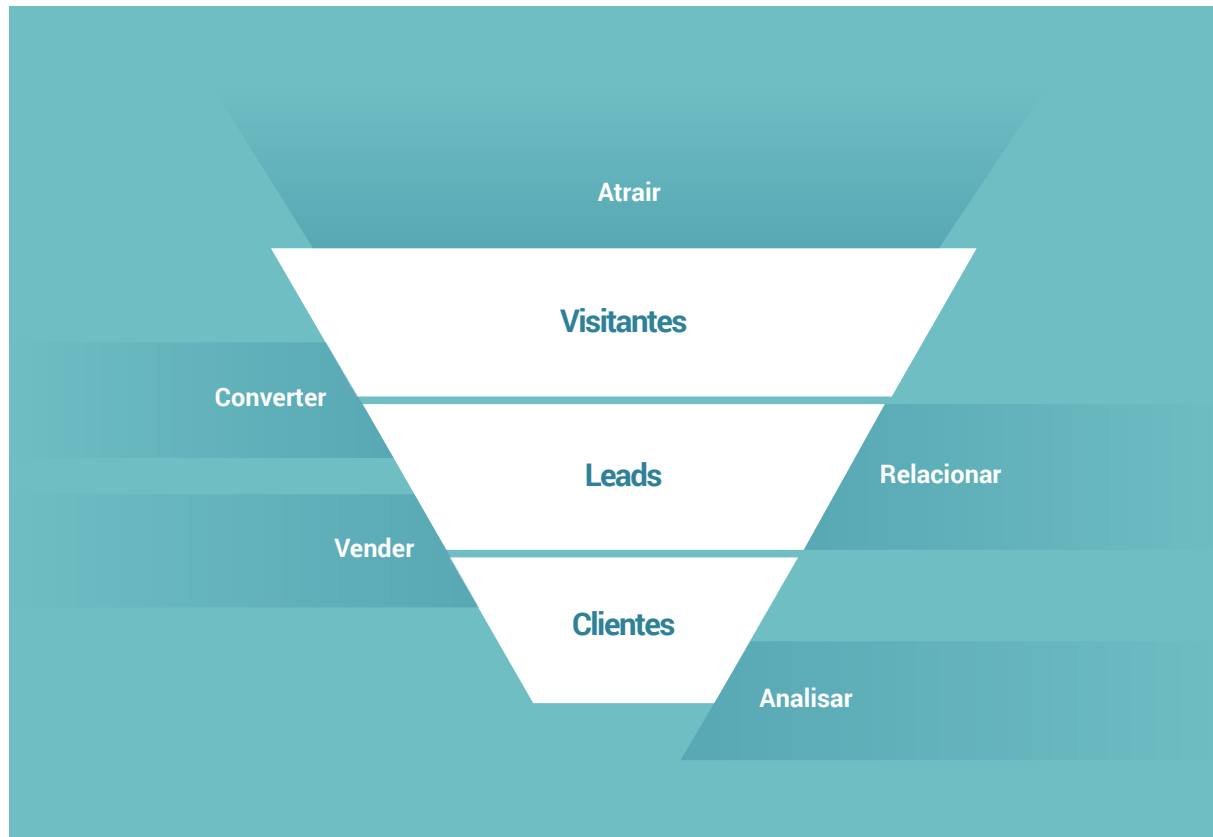 Atrair
Visitantes
Converter
Leads
Relacionar
Vender
Clientes
Analisar